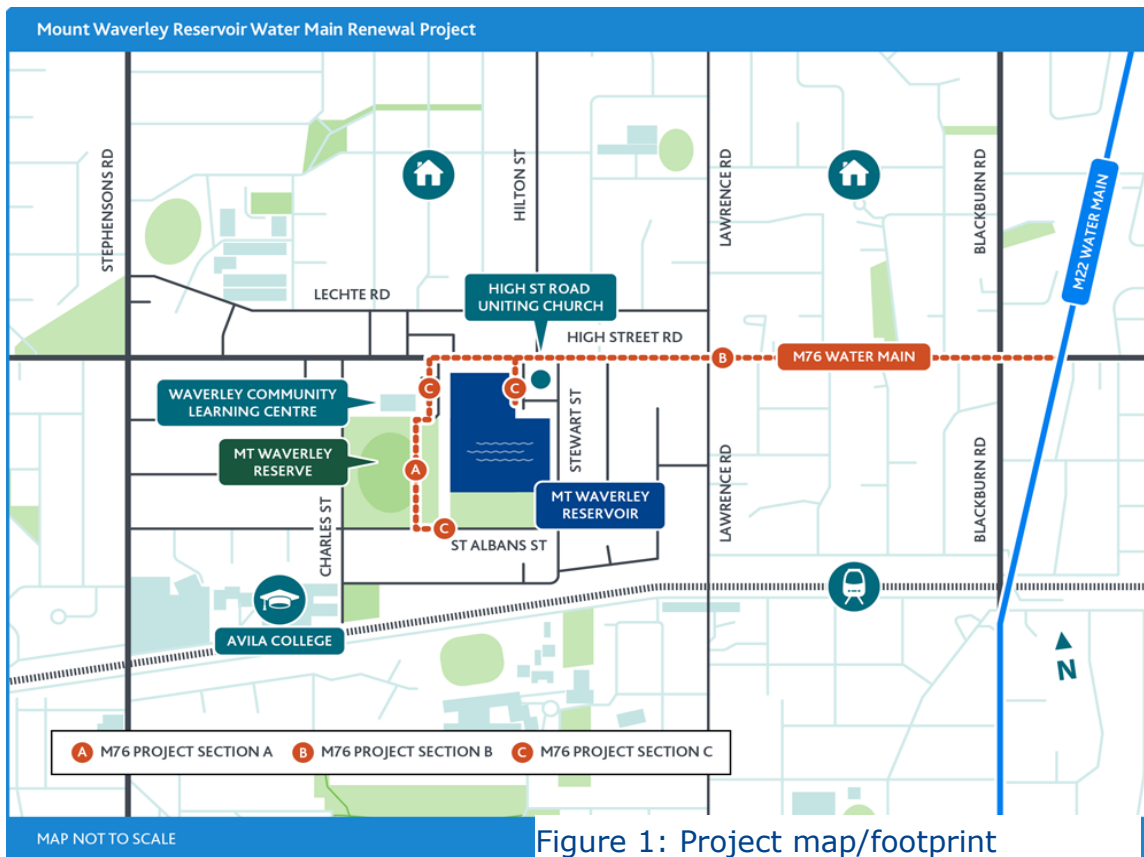 Mount Waverley Reservoir Water Main Renewal Project
STEPHENSONS RD
HILTON ST
LAWRENCE RD
BLACKBURN RD
M22 WATER MAIN
LECHTE RD
HIGH ST ROAD
UNITING CHURCH
HIGH STREET RD
B
M76 WATER MAIN
C
C
WAVERLEY COMMUNITY
LEARNING CENTRE
MT WAVERLEY
RESERVE
A
STEWART ST
LAWRENCE RD
BLACKBURN RD
MT WAVERLEY
RESERVOIR
CHARLES ST
C
ST ALBANS ST
AVILA COLLEGE
N
A M76 PROJECT SECTION A
B M76 PROJECT SECTION B
C M76 PROJECT SECTION C
MAP NOT TO SCALE
Figure 1: Project map/footprint